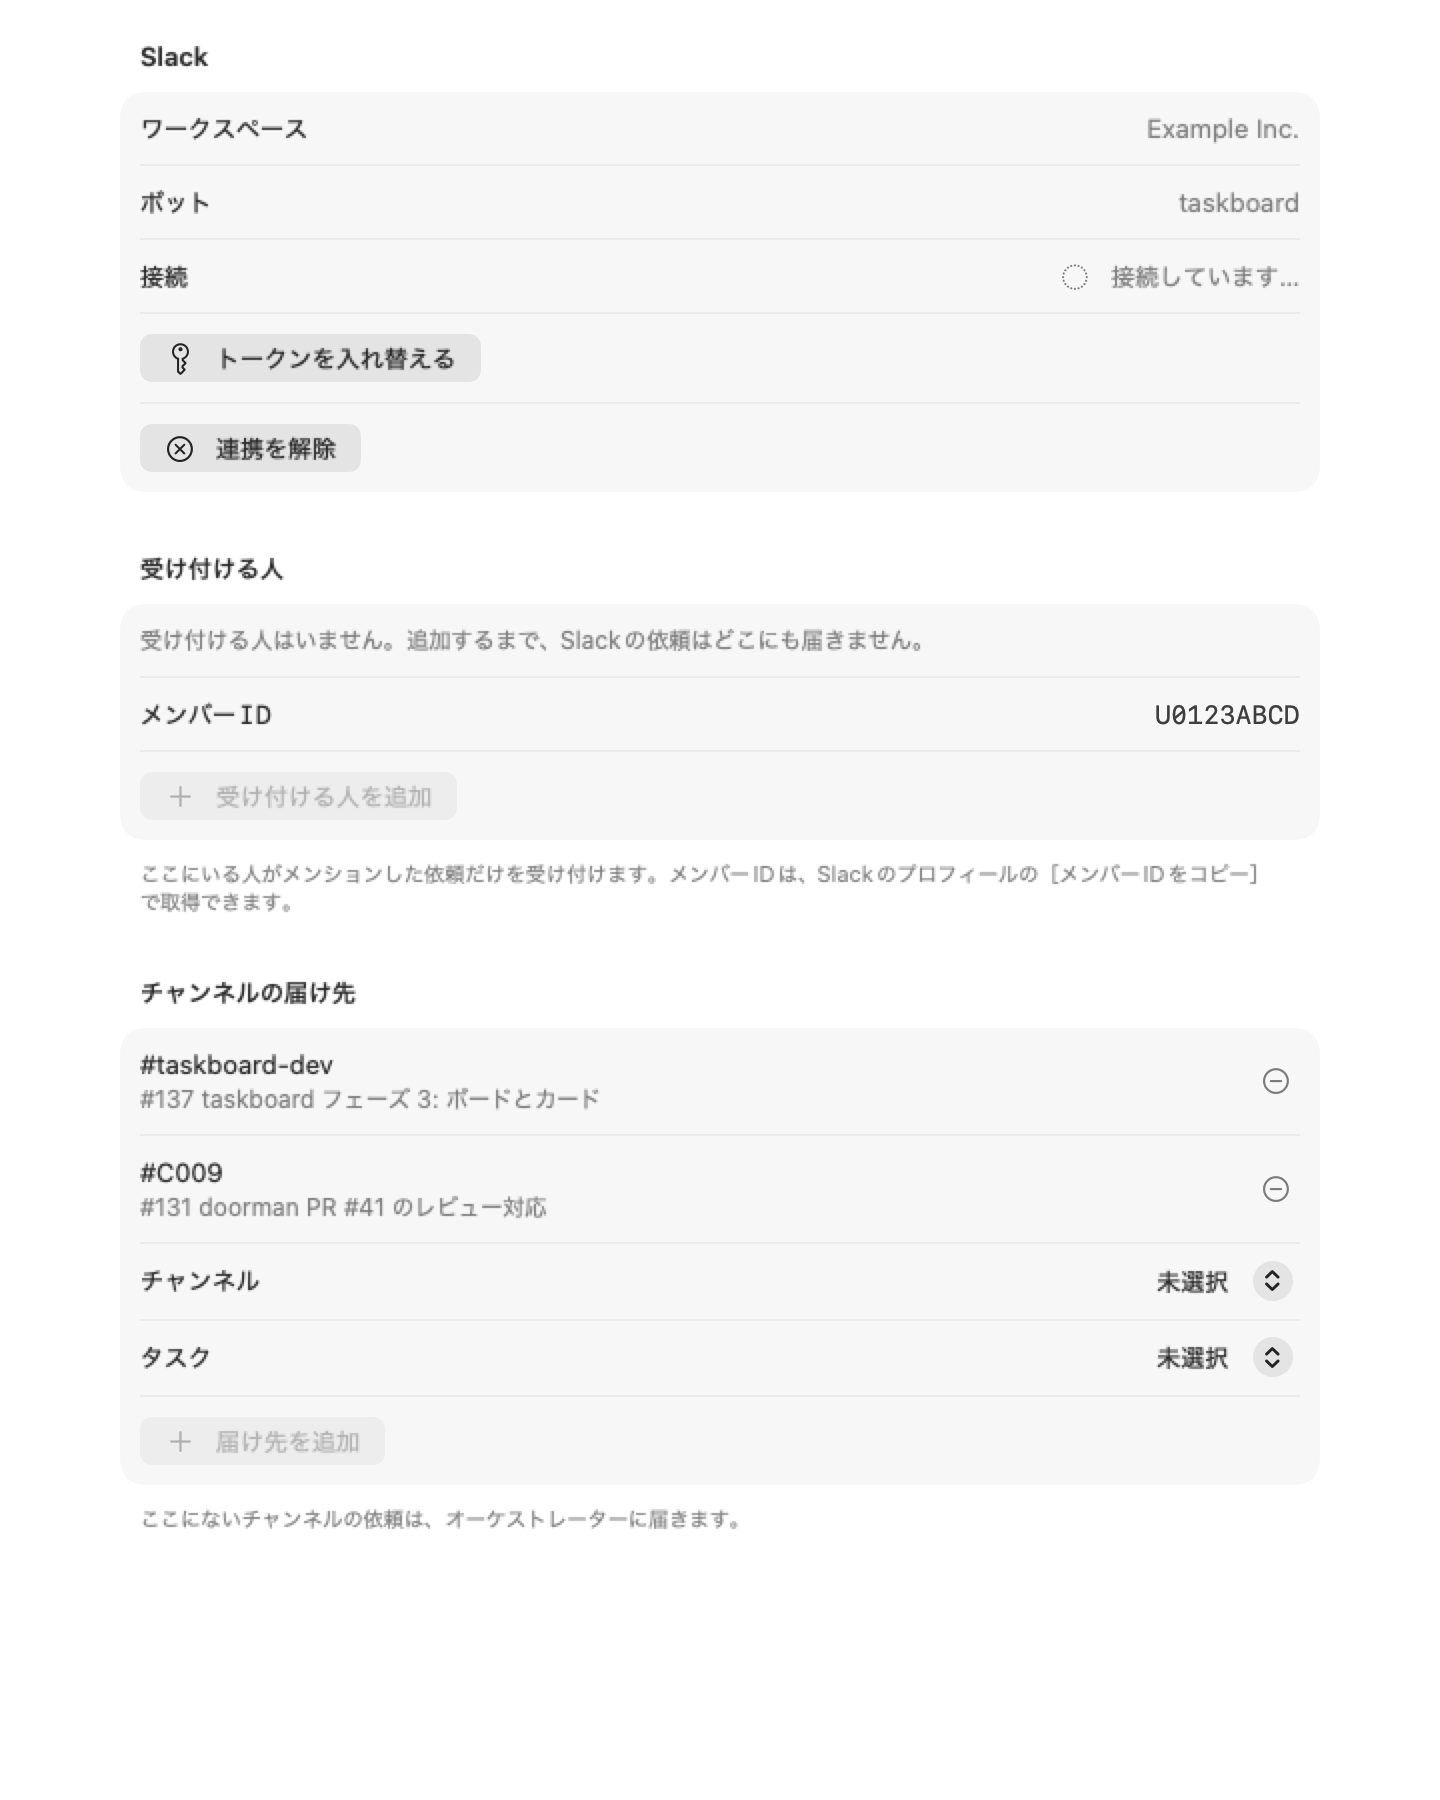 Slack
ワークスペース
Example Inc.
ボット
taskboard
接続
接続しています...
トークンを入れ替える
連携を解除
受け付ける人
受け付ける人はいません。追加するまで、Slackの依頼はどこにも届きません。
メンバーID
U0123ABCD
受け付ける人を追加
ここにいる人がメンションした依頼だけを受け付けます。メンバーIDは、Slackのプロフィールの［メンバーIDをコピー］
で取得できます。
チャンネルの届け先
#taskboard-dev
#137 taskboard フェーズ 3: ボードとカード
#C009
#131 doorman PR #41 のレビュー対応
チャンネル
未選択
タスク
未選択
届け先を追加
ここにないチャンネルの依頼は、オーケストレーターに届きます。